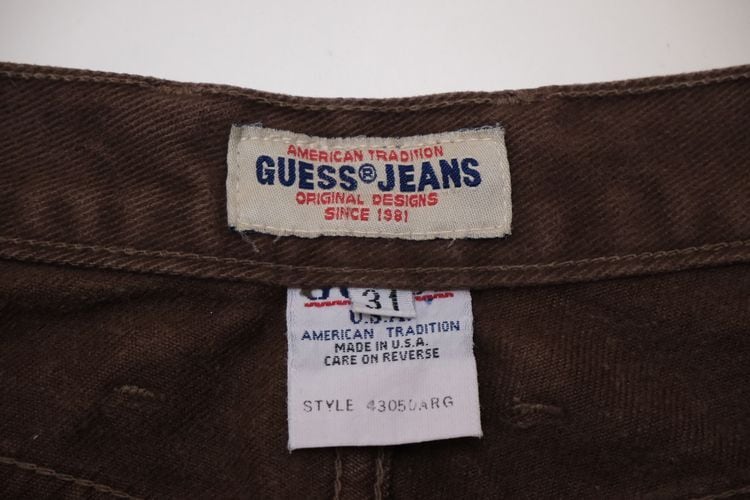 AMERICAN TRADITION
GUESS® JEANS
ORIGINAL DESIGNS
SINCE 1981
31
U.S.A.
AMERICAN TRADITION
MADE IN U.S.A.
CARE ON REVERSE
STYLE 43050ARG